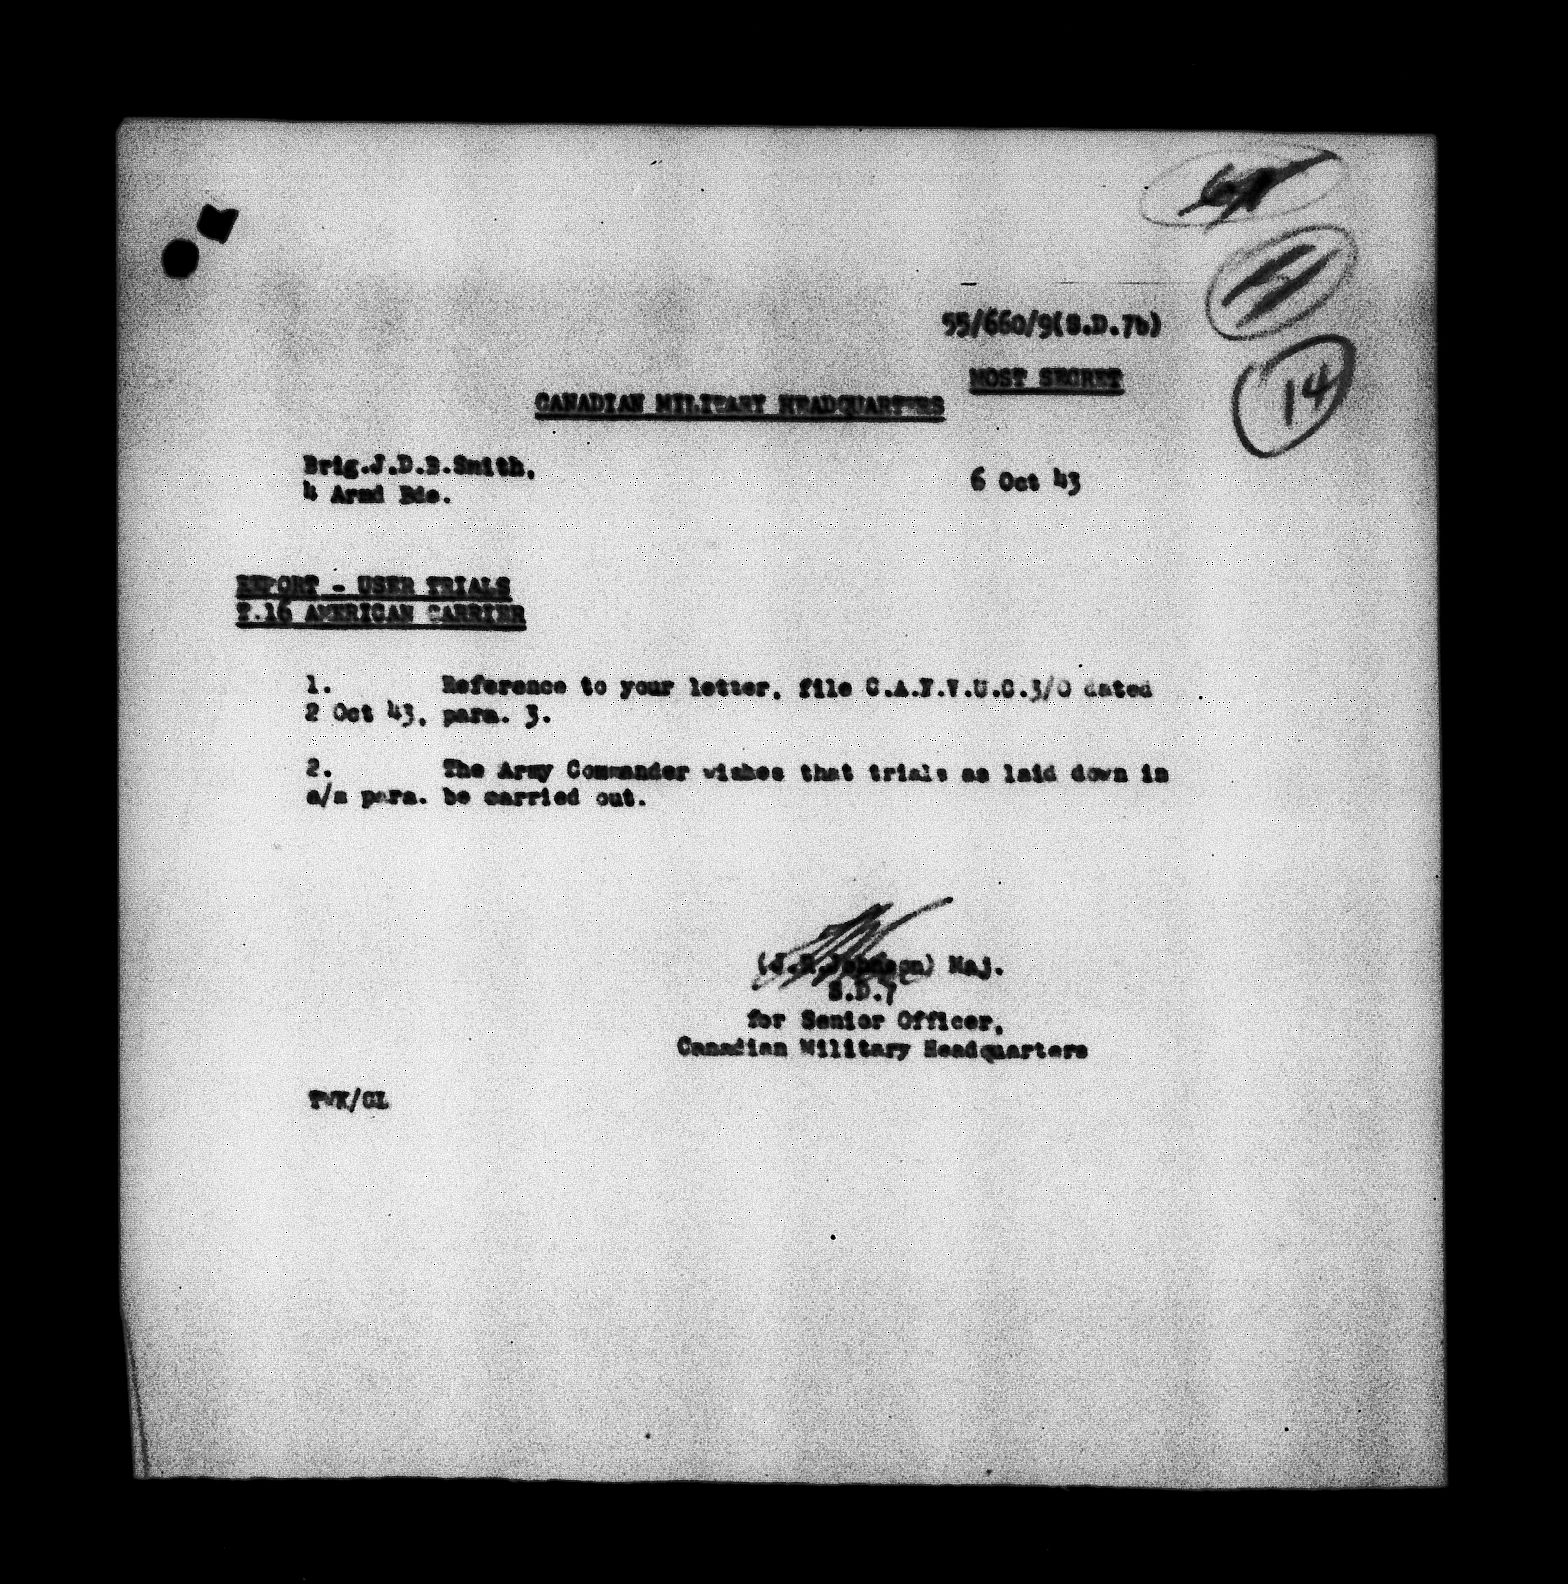 55/660/9(S.D.7b)
MOST SECRET
14
CANADIAN MILITARY HEADQUARTERS
Brig.J.D.B.Smith,
4 Armd Bde.
6 Oct 43
REPORT - USER TRIALS
T.16 AMERICAN CARRIER
1. Reference to your letter, file C.A.F.V.U.C.3/0 dated
2 Oct 43, para. 3.
2. The Army Commander wishes that trials as laid down in
a/m para. be carried out.
Maj.
S.D.7
for Senior Officer,
Canadian Military Headquarters
TWK/GL